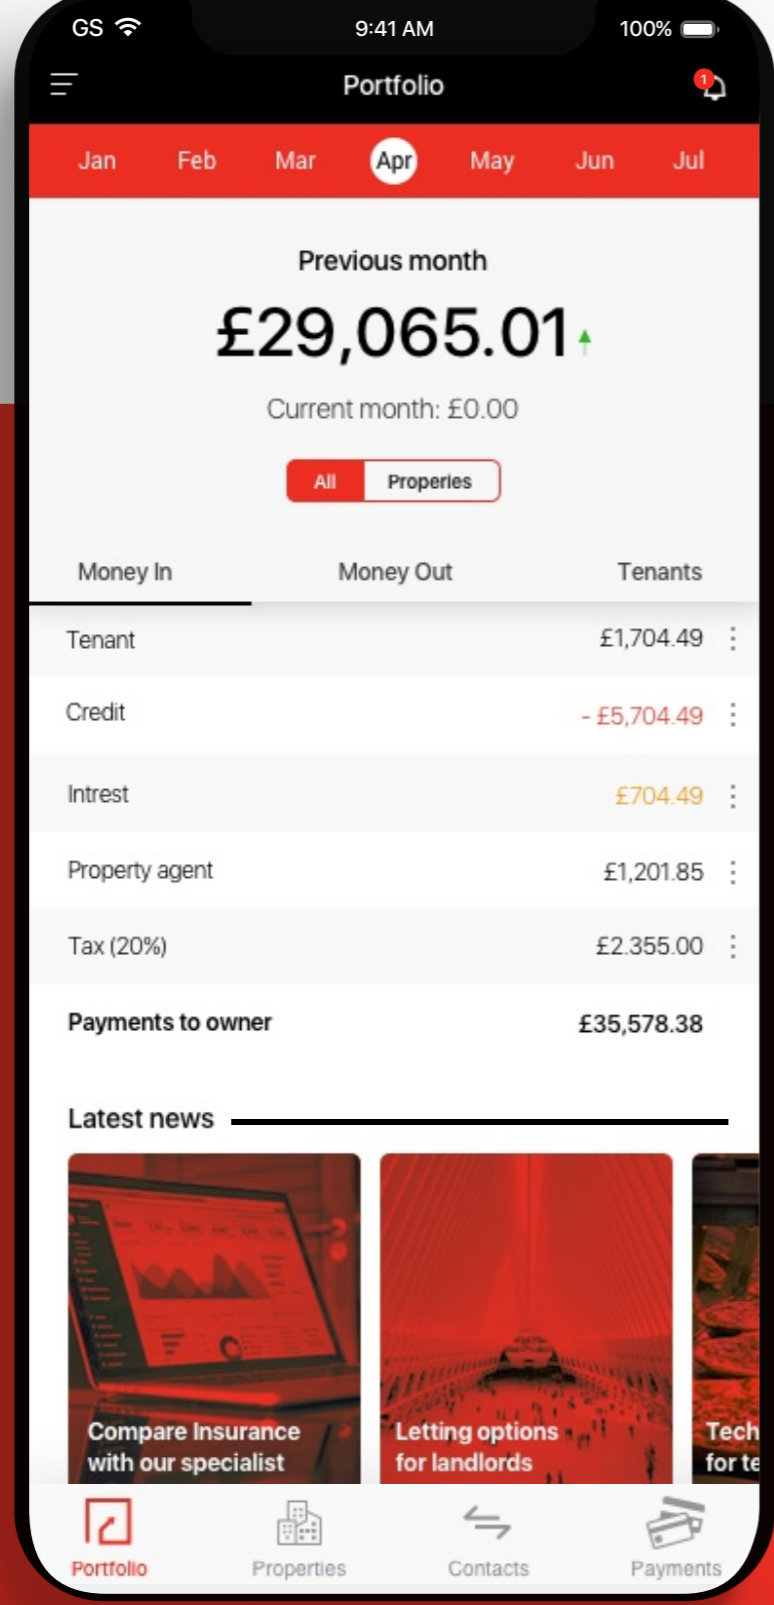 GS 9:41 AM 100%
Portfolio 1
Jan Feb Mar Apr May Jun Jul
Previous month
£29,065.01
Current month: £0.00
All Properies
Money In Money Out Tenants
Tenant £1,704.49
Credit - £5,704.49
Intrest £704.49
Property agent £1,201.85
Tax (20%) £2.355.00
Payments to owner £35,578.38
Latest news
Compare Insurance
with our specialist
Letting options
for landlords
Tech
for te
Portfolio Properties Contacts Payments